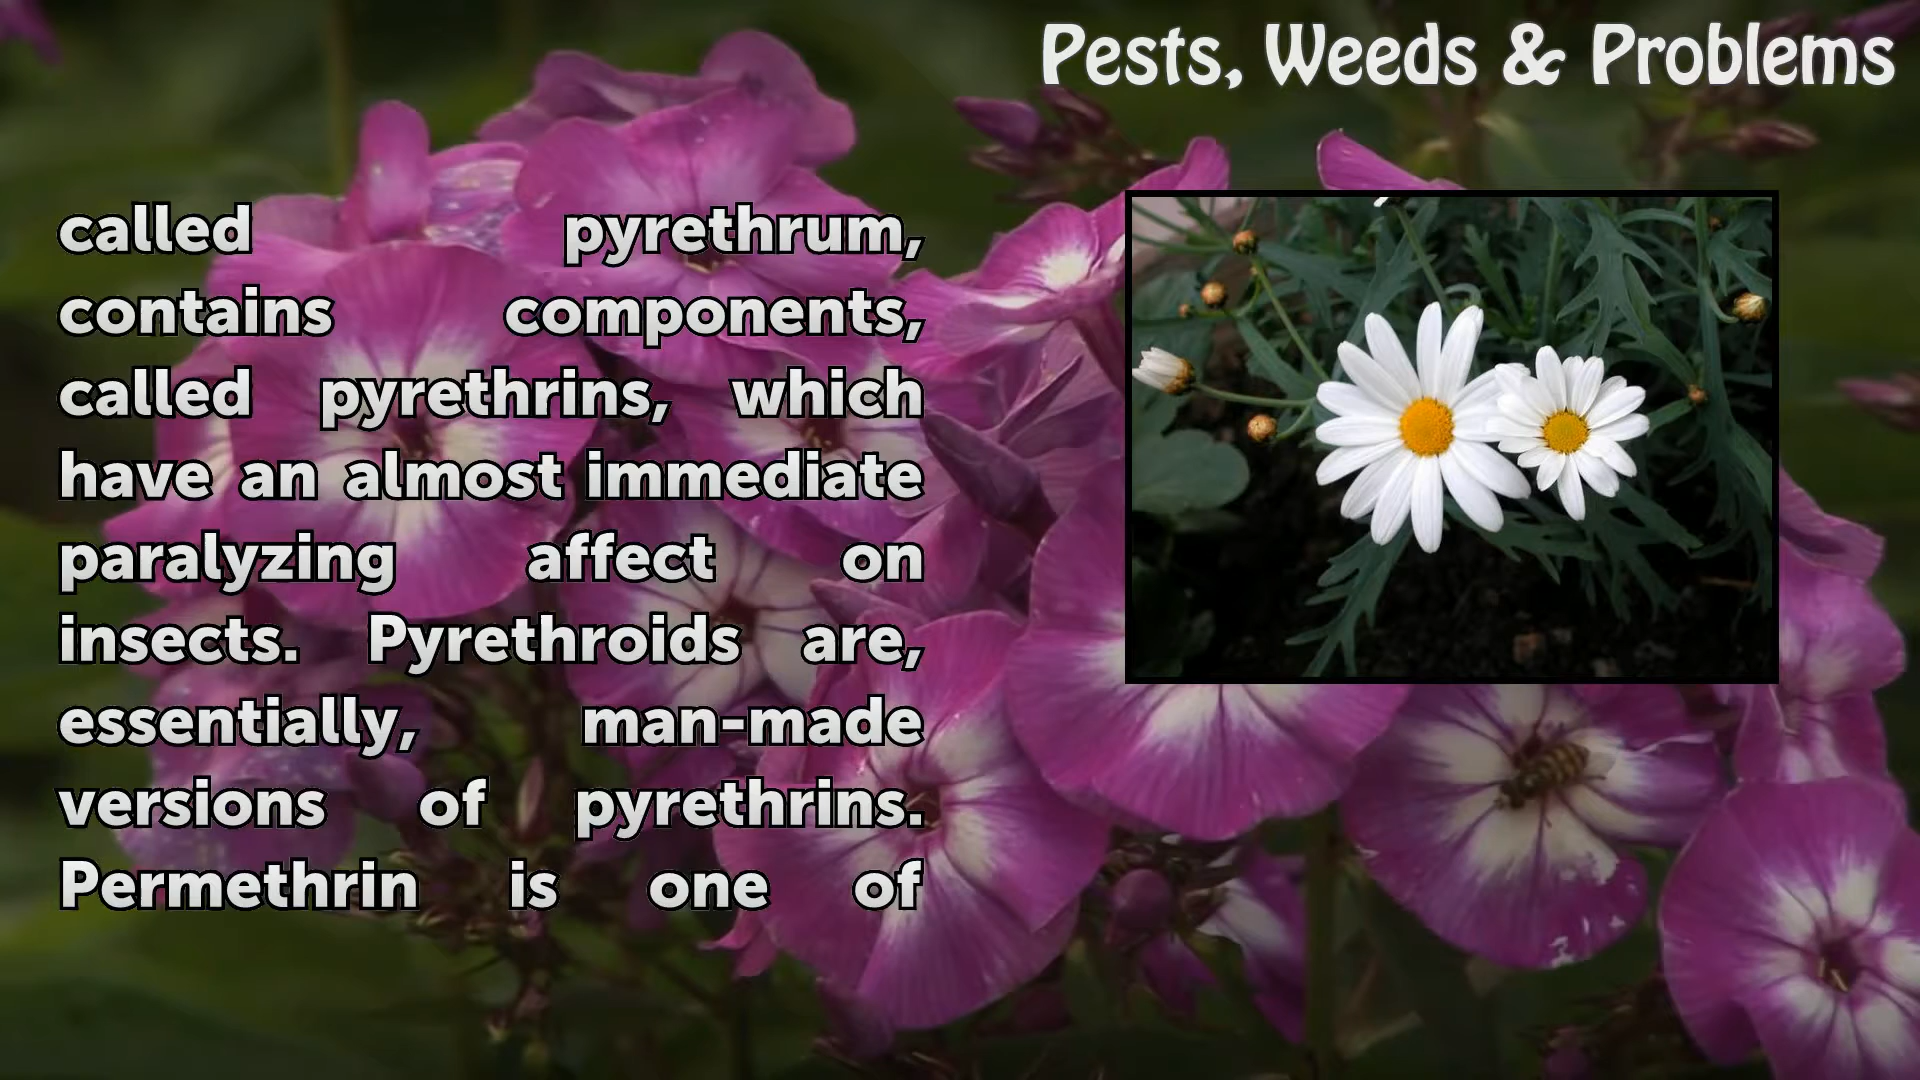 Pests, Weeds & Problems
called pyrethrum,
contains components,
called pyrethrins, which
have an almost immediate
paralyzing affect on
insects. Pyrethroids are,
essentially, man-made
versions of pyrethrins.
Permethrin is one of